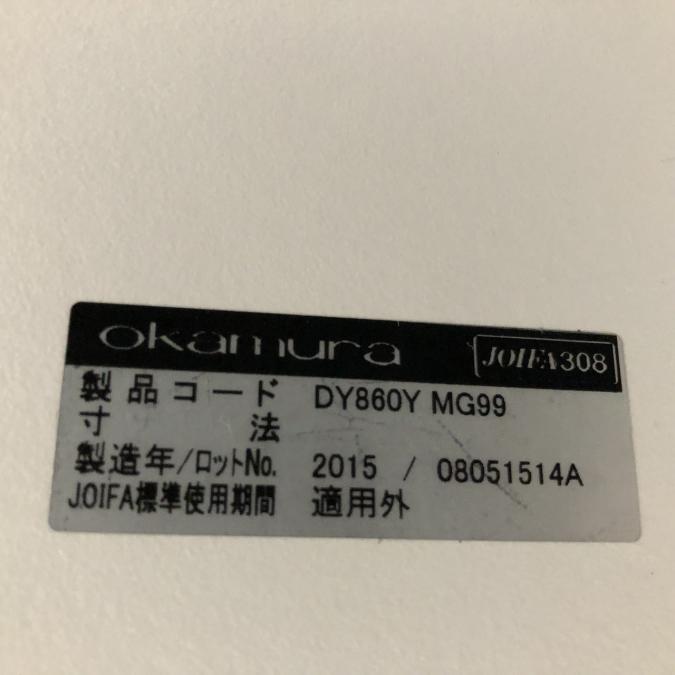 okamura JOIFA308
製品コード DY860Y MG99
寸法
製造年/ロットNo. 2015 / 08051514A
JOIFA標準使用期間 適用外